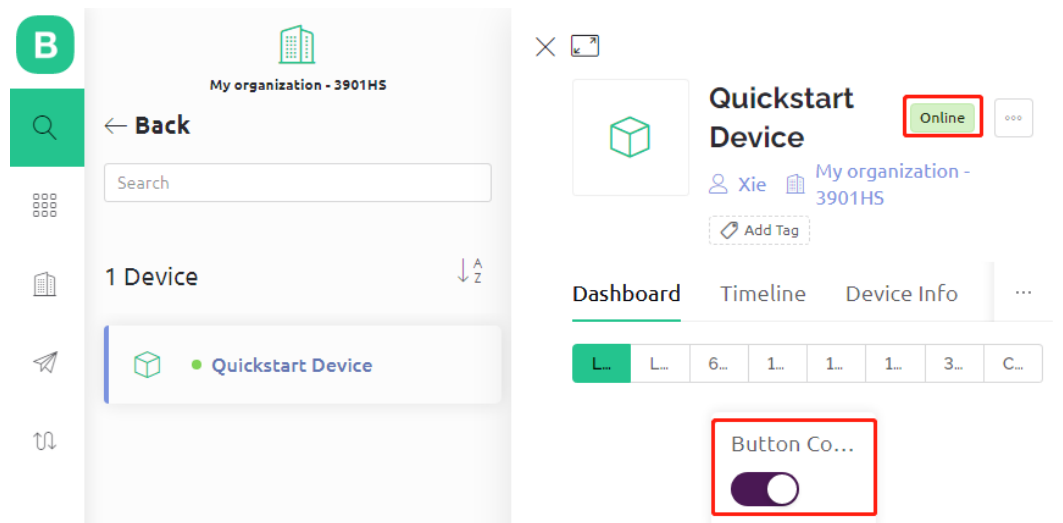 B
My organization - 3901HS
← Back
Search
1 Device
A
Z
Quickstart Device
Quickstart
Device
Online
Xie
My organization -
3901HS
Add Tag
Dashboard Timeline Device Info ...
L... L... 6... 1... 1... 1... 3... C...
Button Co...